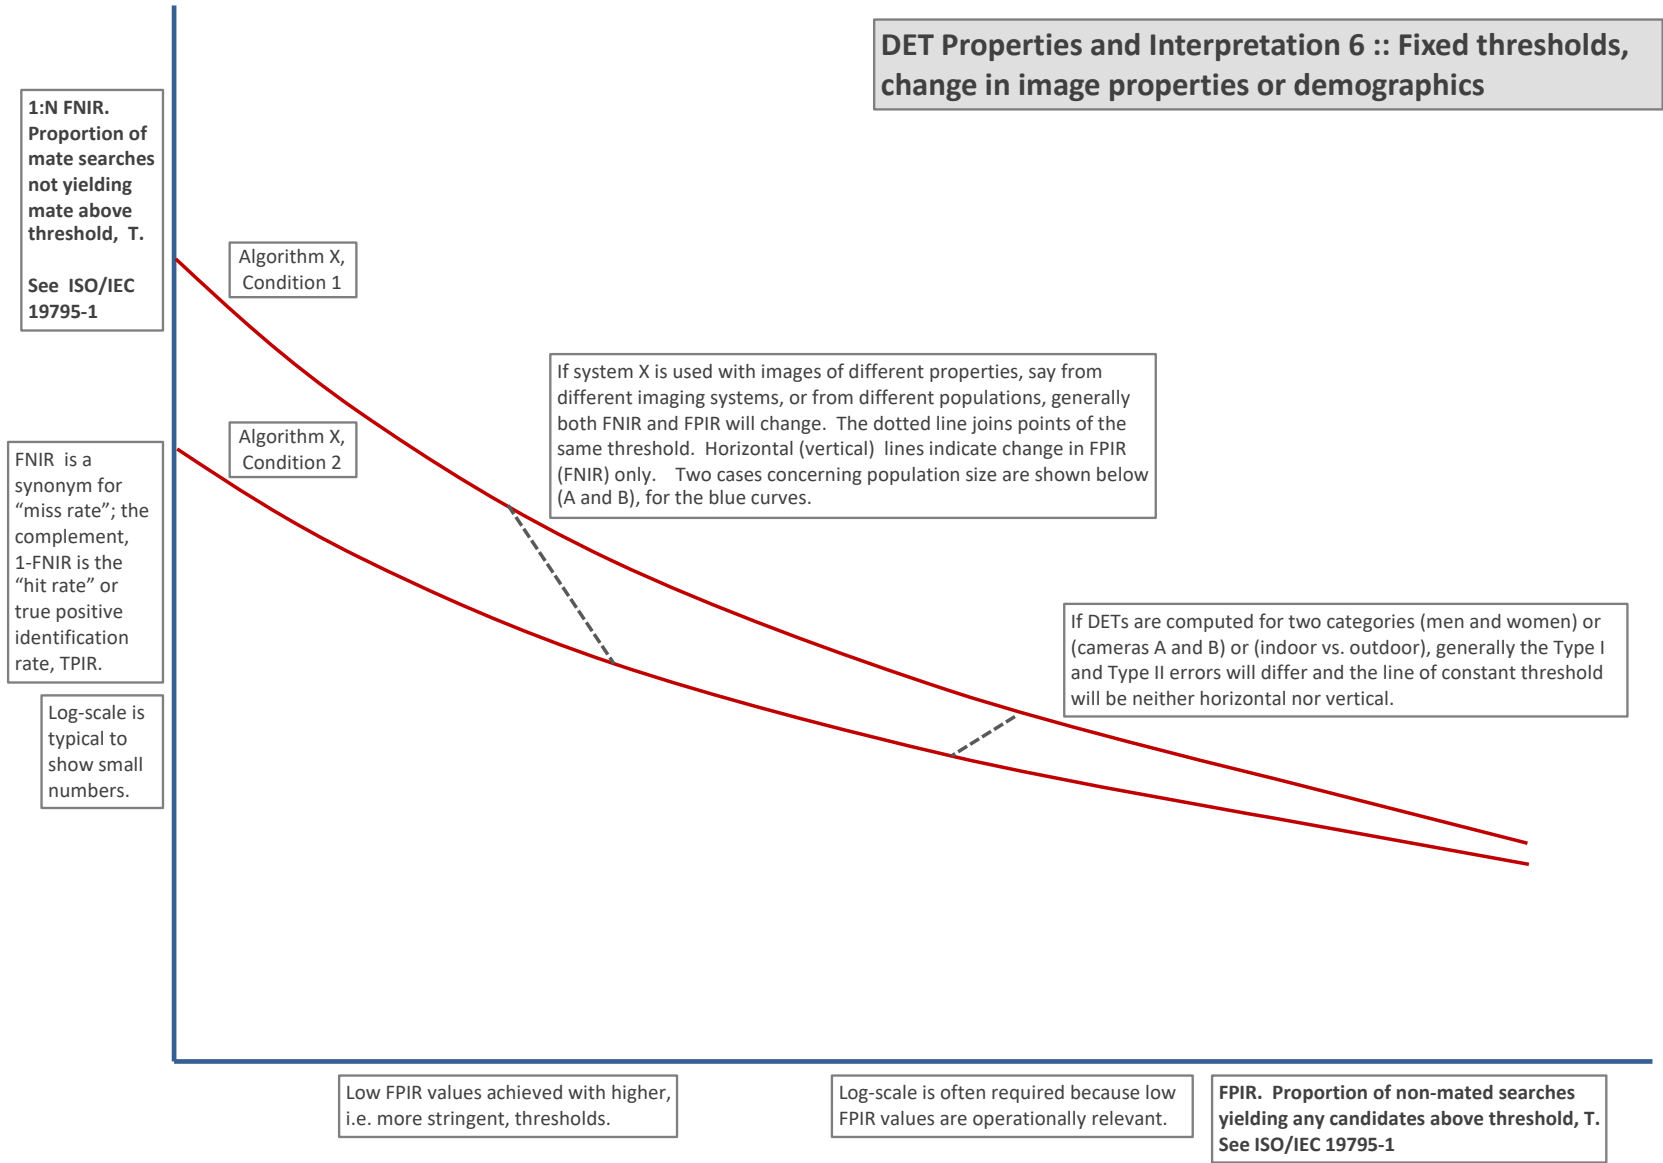 DET Properties and Interpretation 6 :: Fixed thresholds,
change in image properties or demographics
1:N FNIR.
Proportion of
mate searches
not yielding
mate above
threshold, T.
See ISO/IEC
19795-1
Algorithm X,
Condition 1
If system X is used with images of different properties, say from
different imaging systems, or from different populations, generally
both FNIR and FPIR will change. The dotted line joins points of the
same threshold. Horizontal (vertical) lines indicate change in FPIR
(FNIR) only. Two cases concerning population size are shown below
(A and B), for the blue curves.
Algorithm X,
Condition 2
FNIR is a
synonym for
“miss rate”; the
complement,
1-FNIR is the
“hit rate” or
true positive
identification
rate, TPIR.
If DETs are computed for two categories (men and women) or
(cameras A and B) or (indoor vs. outdoor), generally the Type I
and Type II errors will differ and the line of constant threshold
will be neither horizontal nor vertical.
Log-scale is
typical to
show small
numbers.
Low FPIR values achieved with higher,
i.e. more stringent, thresholds.
Log-scale is often required because low
FPIR values are operationally relevant.
FPIR. Proportion of non-mated searches
yielding any candidates above threshold, T.
See ISO/IEC 19795-1